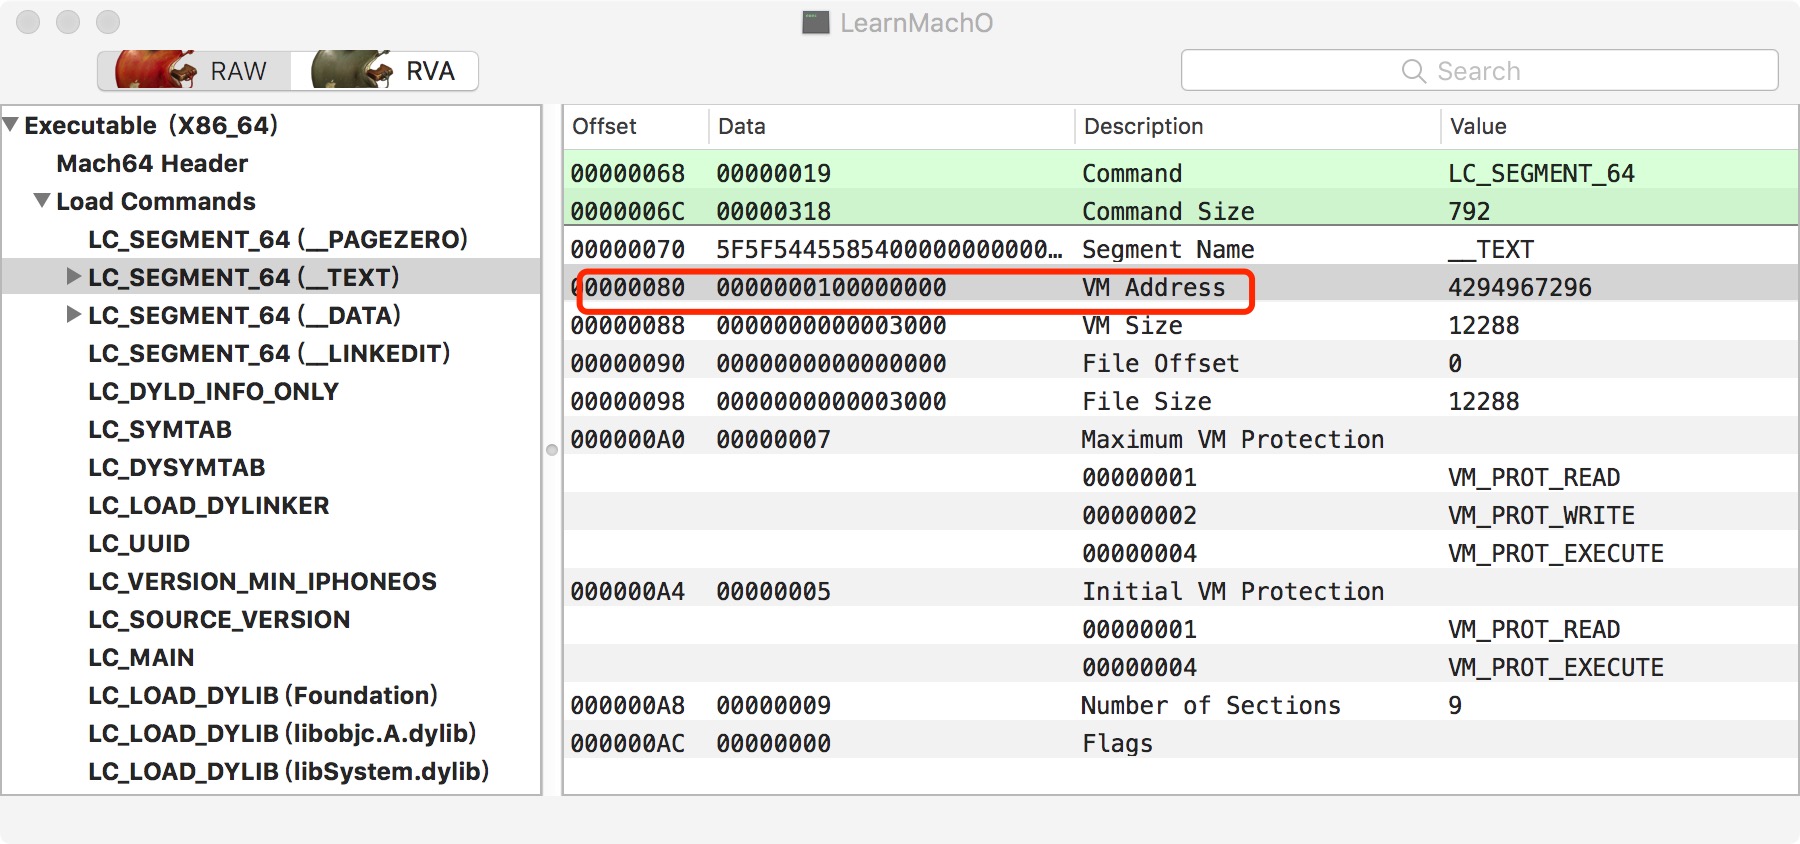 LearnMachO
RAW RVA Search
Executable (X86_64)
Mach64 Header
Load Commands
LC_SEGMENT_64 (__PAGEZERO)
LC_SEGMENT_64 (__TEXT)
LC_SEGMENT_64 (__DATA)
LC_SEGMENT_64 (__LINKEDIT)
LC_DYLD_INFO_ONLY
LC_SYMTAB
LC_DYSYMTAB
LC_LOAD_DYLINKER
LC_UUID
LC_VERSION_MIN_IPHONEOS
LC_SOURCE_VERSION
LC_MAIN
LC_LOAD_DYLIB (Foundation)
LC_LOAD_DYLIB (libobjc.A.dylib)
LC_LOAD_DYLIB (libSystem.dylib)
Offset Data Description Value
00000068 00000019 Command LC_SEGMENT_64
0000006C 00000318 Command Size 792
00000070 5F5F5445585400000000000… Segment Name __TEXT
00000080 0000000100000000 VM Address 4294967296
00000088 0000000000003000 VM Size 12288
00000090 0000000000000000 File Offset 0
00000098 0000000000003000 File Size 12288
000000A0 00000007 Maximum VM Protection
00000001 VM_PROT_READ
00000002 VM_PROT_WRITE
00000004 VM_PROT_EXECUTE
000000A4 00000005 Initial VM Protection
00000001 VM_PROT_READ
00000004 VM_PROT_EXECUTE
000000A8 00000009 Number of Sections 9
000000AC 00000000 Flags